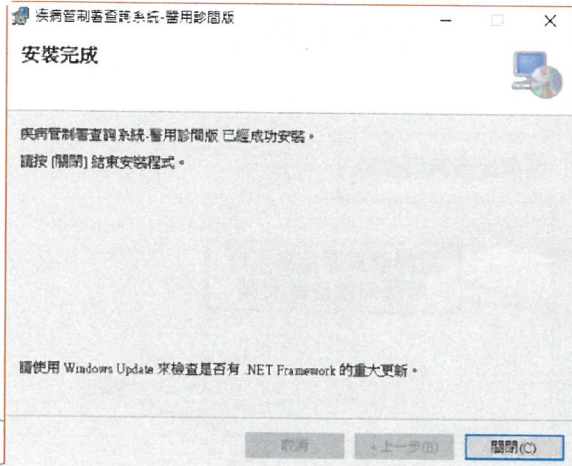 疾病管制署查詢系統-醫用診間版
安裝完成
疾病管制署查詢系統-醫用診間版 已經成功安裝。
請按 [關閉] 結束安裝程式。
請使用 Windows Update 來檢查是否有 .NET Framework 的重大更新。
取消
<上一步(B)
關閉(C)